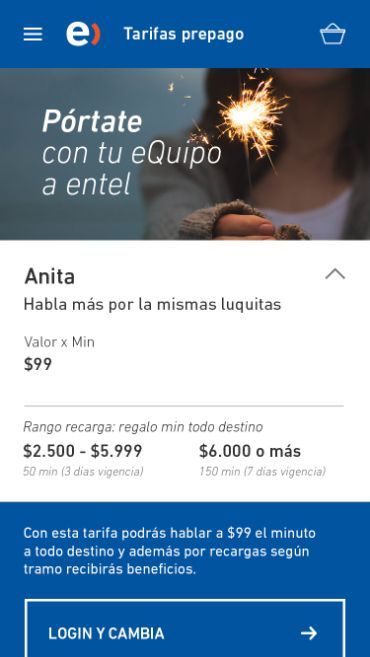 e)
Tarifas prepago
Pórtate
con tu eQuipo
a entel
Anita
Habla más por la mismas luquitas
Valor x Min
$99
Rango recarga: regalo min todo destino
$2.500 - $5.999
$6.000 o más
50 min (3 dias vigencia)
150 min (7 dias vigencia)
Con esta tarifa podrás hablar a $99 el minuto
a todo destino y además por recargas según
tramo recibirás beneficios.
LOGIN Y CAMBIA